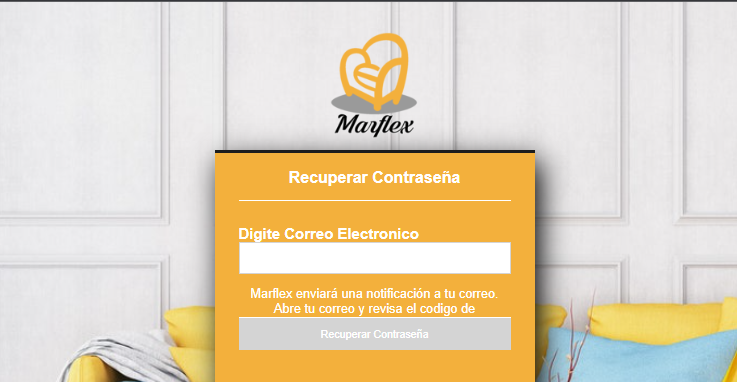 Marflex
Recuperar Contraseña
Digite Correo Electronico
Marflex enviará una notificación a tu correo.
Abre tu correo y revisa el codigo de
Recuperar Contraseña